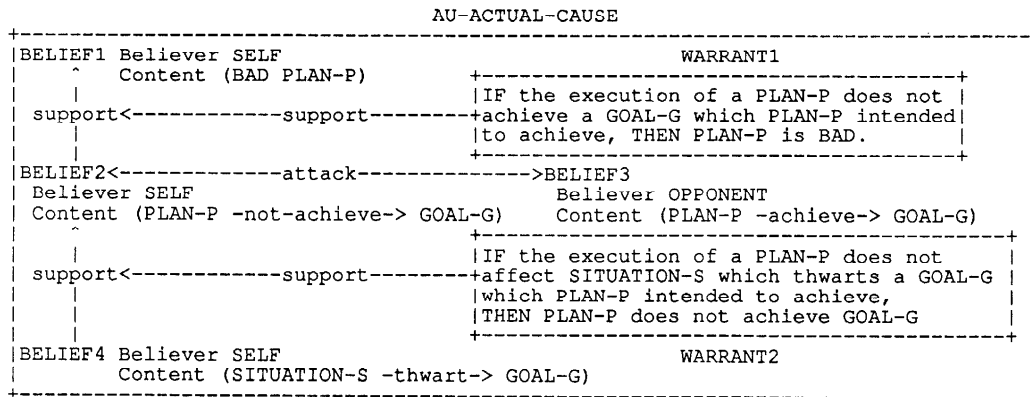 AU-ACTUAL-CAUSE
BELIEF1 Believer SELF WARRANT1
Content (BAD PLAN-P)
IF the execution of a PLAN-P does not
support<-------------support--------+achieve a GOAL-G which PLAN-P intended
to achieve, THEN PLAN-P is BAD.
BELIEF2<-------------attack-------------->BELIEF3
Believer SELF Believer OPPONENT
Content (PLAN-P -not-achieve-> GOAL-G) Content (PLAN-P -achieve-> GOAL-G)
IF the execution of a PLAN-P does not
support<-------------support--------+affect SITUATION-S which thwarts a GOAL-G
which PLAN-P intended to achieve,
THEN PLAN-P does not achieve GOAL-G
BELIEF4 Believer SELF WARRANT2
Content (SITUATION-S -thwart-> GOAL-G)